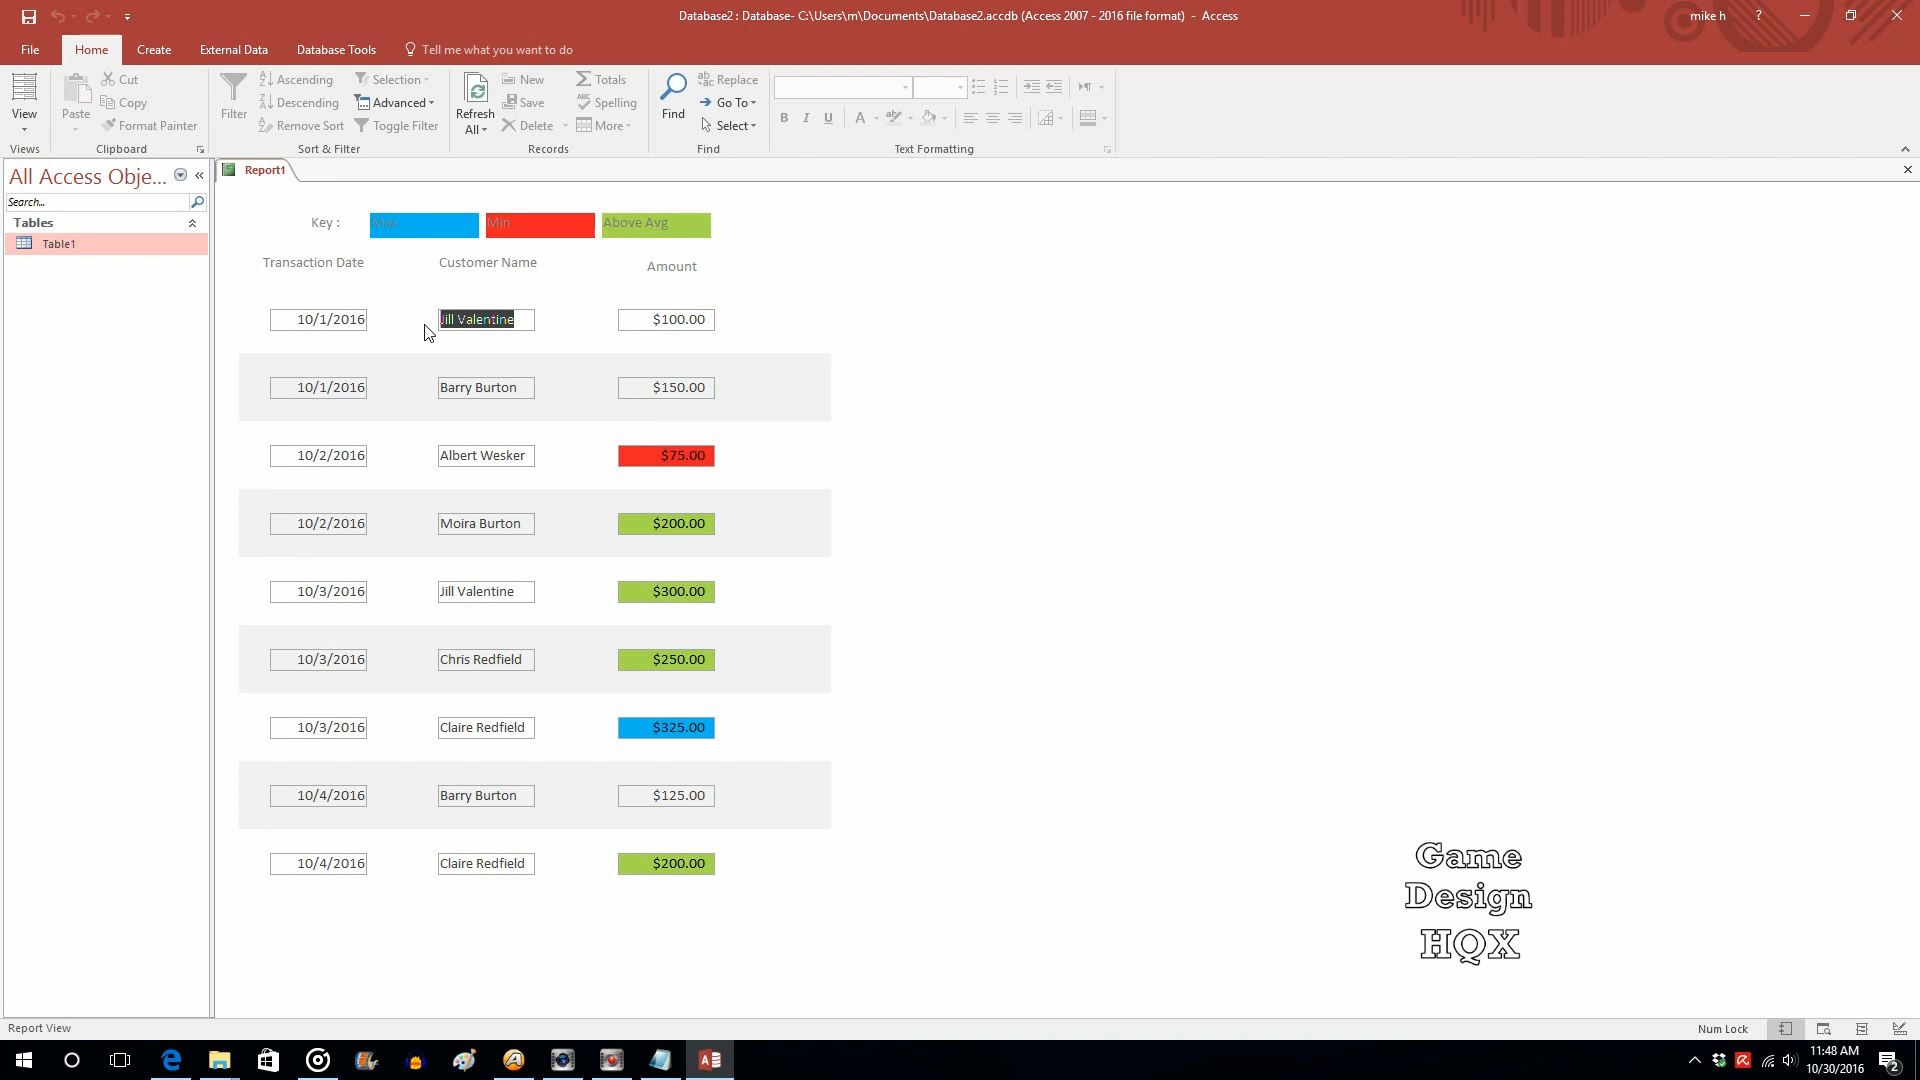 Database2 : Database- C:\Users\m\Documents\Database2.accdb (Access 2007 - 2016 file format) - Access
mike h
?
File
Home
Create
External Data
Database Tools
Tell me what you want to do
View
Views
Paste
Cut
Copy
Format Painter
Clipboard
Filter
Ascending
Descending
Remove Sort
Selection
Advanced
Toggle Filter
Sort & Filter
Refresh
All
New
Save
Delete
Totals
Spelling
More
Records
Find
Replace
Go To
Select
Find
B I U A
Text Formatting
All Access Obje...
Search...
Tables
Table1
Report1
Key :
Max
Min
Above Avg
Transaction Date
Customer Name
Amount
10/1/2016 Jill Valentine $100.00
10/1/2016 Barry Burton $150.00
10/2/2016 Albert Wesker $75.00
10/2/2016 Moira Burton $200.00
10/3/2016 Jill Valentine $300.00
10/3/2016 Chris Redfield $250.00
10/3/2016 Claire Redfield $325.00
10/4/2016 Barry Burton $125.00
10/4/2016 Claire Redfield $200.00
Game
Design
HQX
Report View
Num Lock
11:48 AM
10/30/2016
2